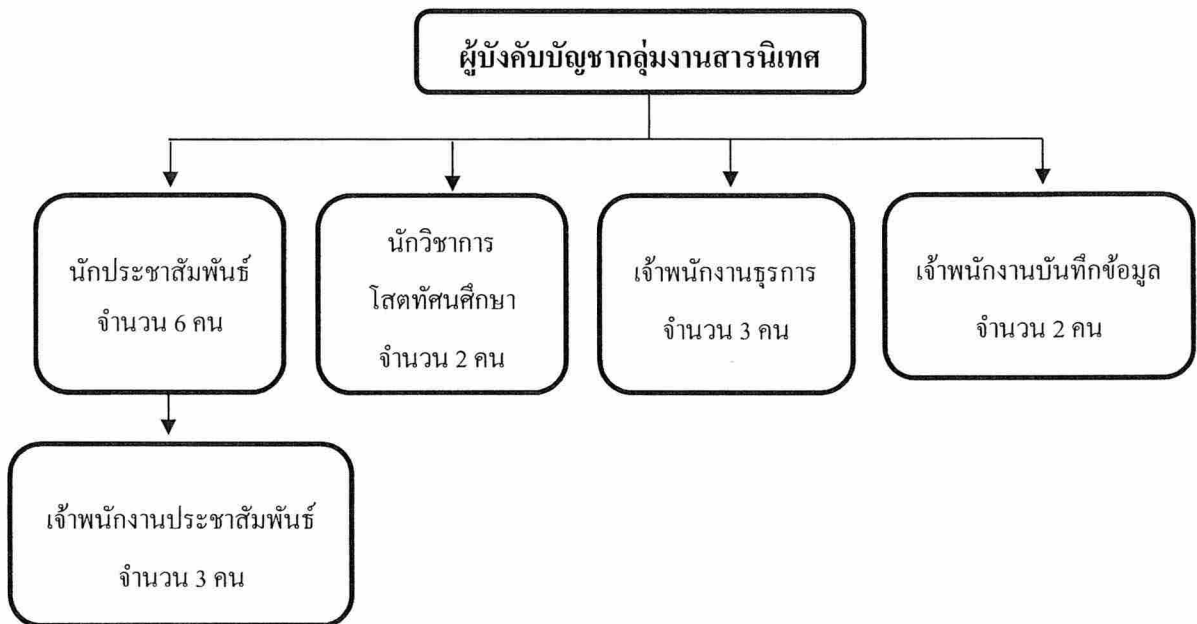 ผู้บังคับบัญชากลุ่มงานสารนิเทศ
นักประชาสัมพันธ์
จำนวน 6 คน
นักวิชาการ
โสตทัศนศึกษา
จำนวน 2 คน
เจ้าพนักงานธุรการ
จำนวน 3 คน
เจ้าพนักงานบันทึกข้อมูล
จำนวน 2 คน
เจ้าพนักงานประชาสัมพันธ์
จำนวน 3 คน